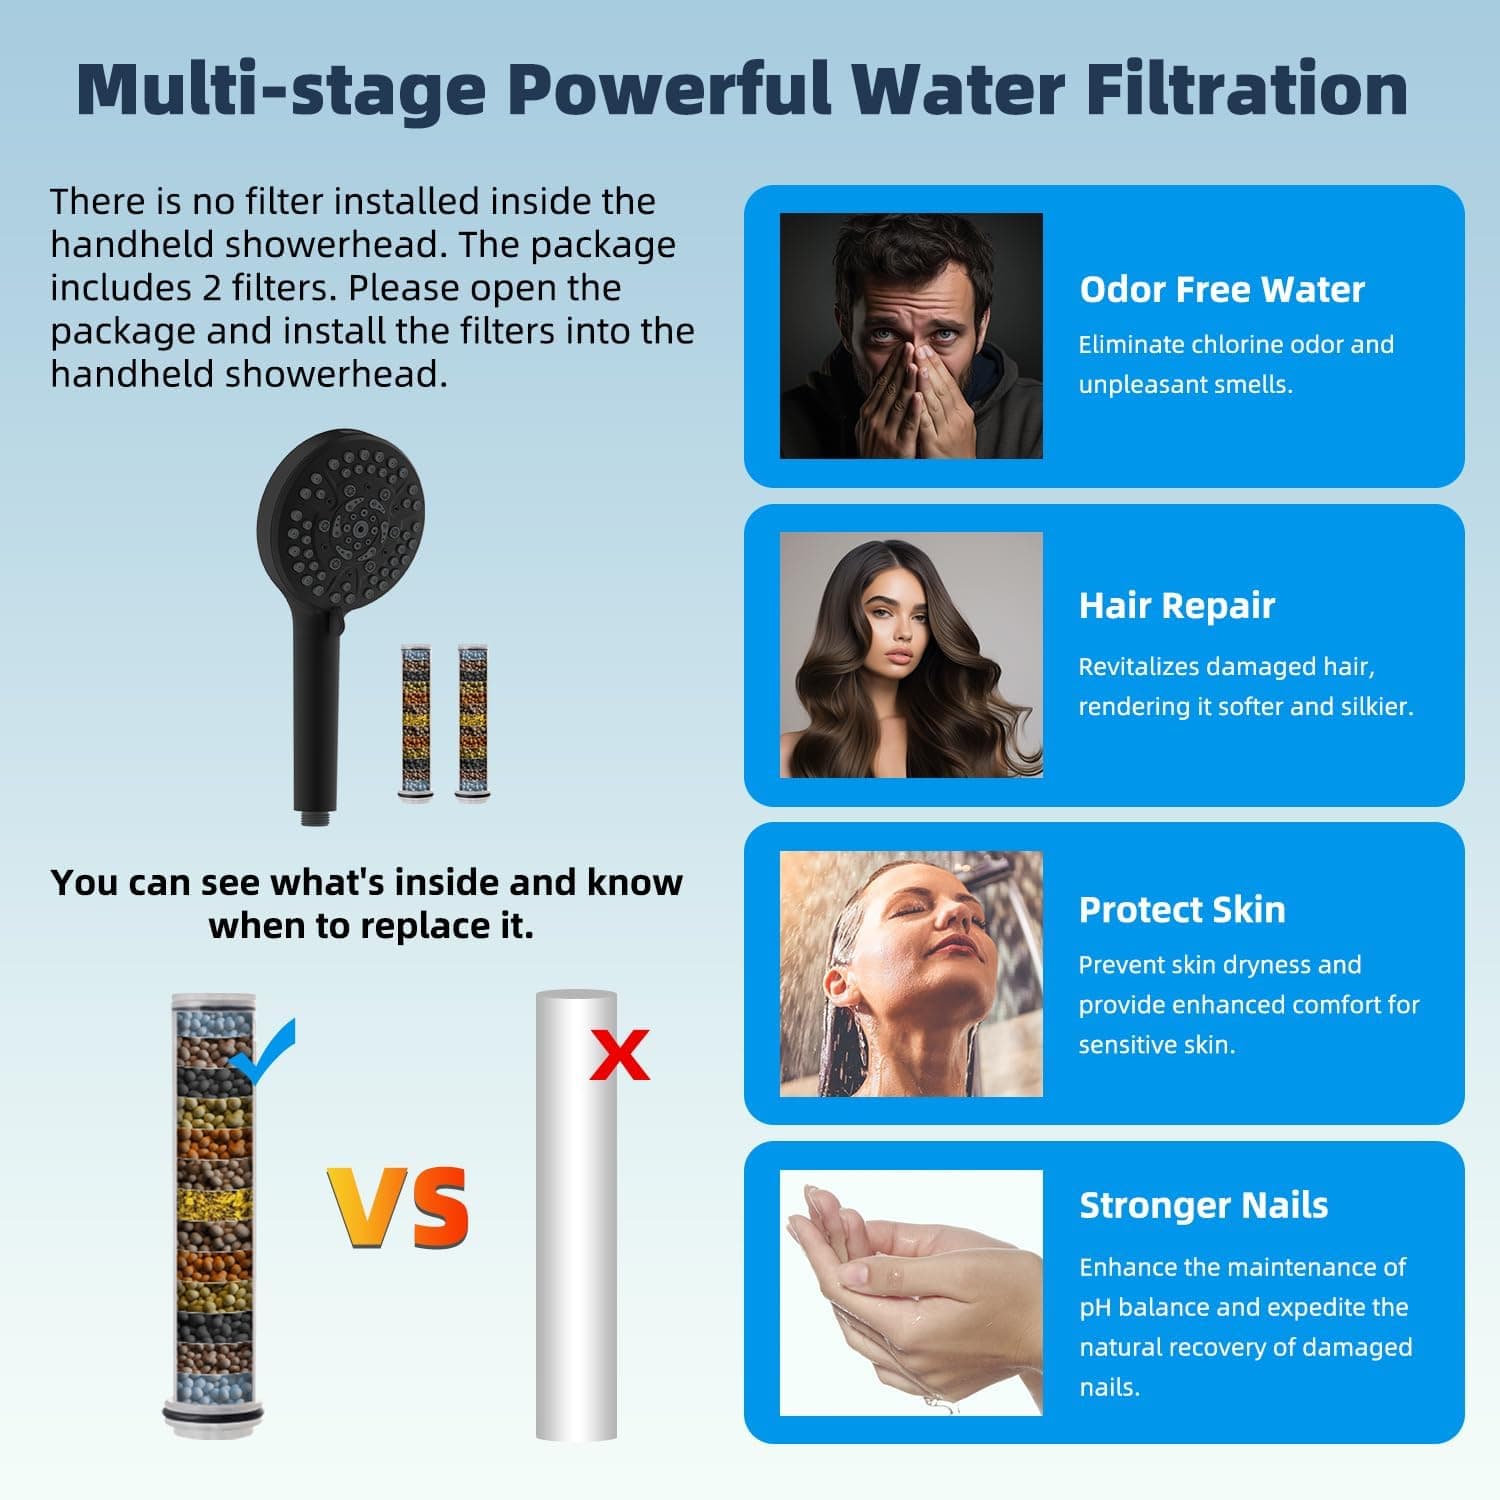 Multi-stage Powerful Water Filtration
There is no filter installed inside the
handheld showerhead. The package
includes 2 filters. Please open the
package and install the filters into the
handheld showerhead.
You can see what's inside and know
when to replace it.
VS
X
Odor Free Water
Eliminate chlorine odor and
unpleasant smells.
Hair Repair
Revitalizes damaged hair,
rendering it softer and silkier.
Protect Skin
Prevent skin dryness and
provide enhanced comfort for
sensitive skin.
Stronger Nails
Enhance the maintenance of
pH balance and expedite the
natural recovery of damaged
nails.